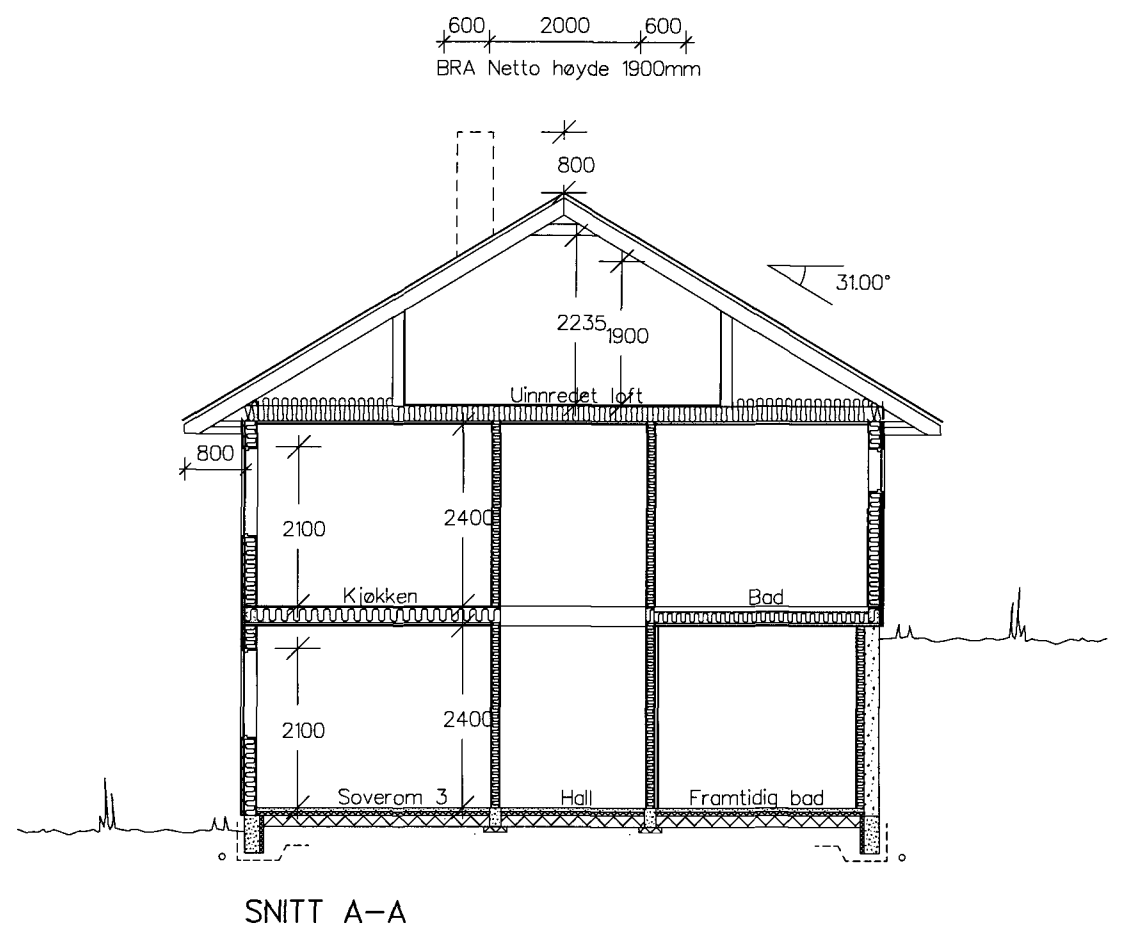 600 2000 600
BRA Netto høyde 1900mm
800
31.00°
2235
1900
Uinnredet loft
800
2100
2400
Kjøkken
Bad
2400
2100
Soverom 3
Hall
Framtidig bad
SNITT A-A